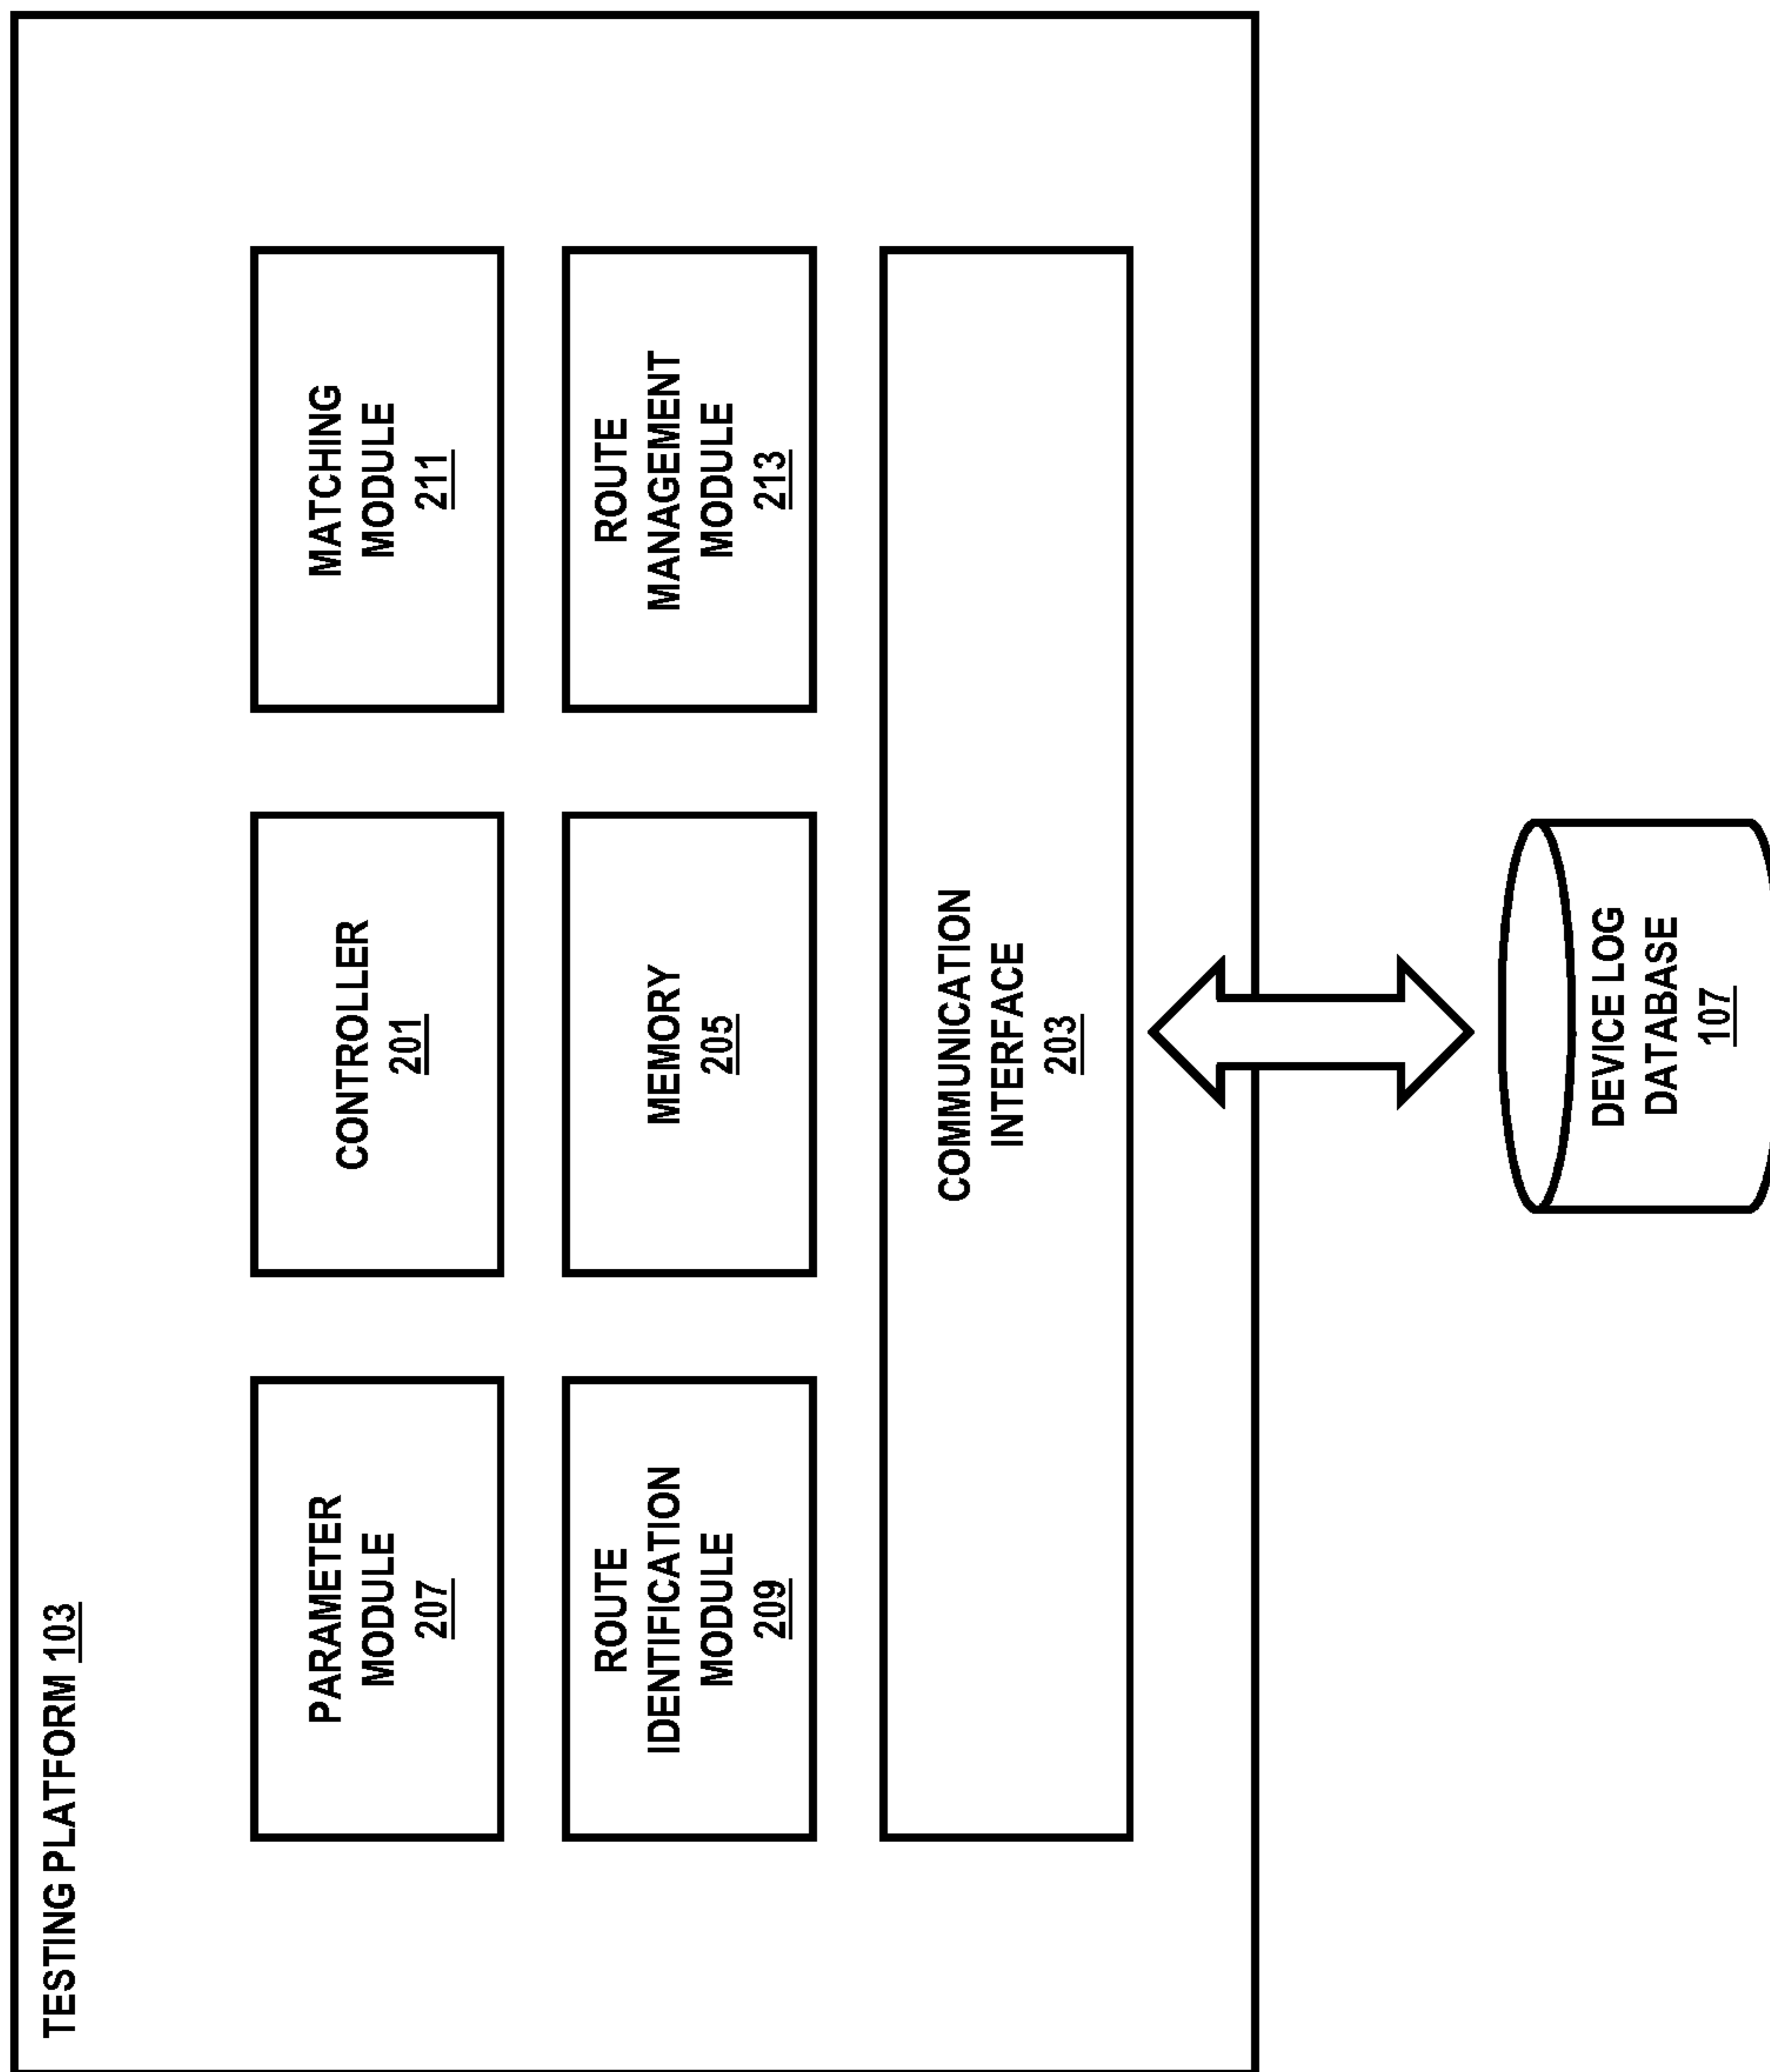 TESTING PLATFORM 103
PARAMETER
MODULE
207
CONTROLLER
201
MATCHING
MODULE
211
ROUTE
IDENTIFICATION
MODULE
209
MEMORY
205
ROUTE
MANAGEMENT
MODULE
213
COMMUNICATION
INTERFACE
203
DEVICE LOG
DATABASE
107